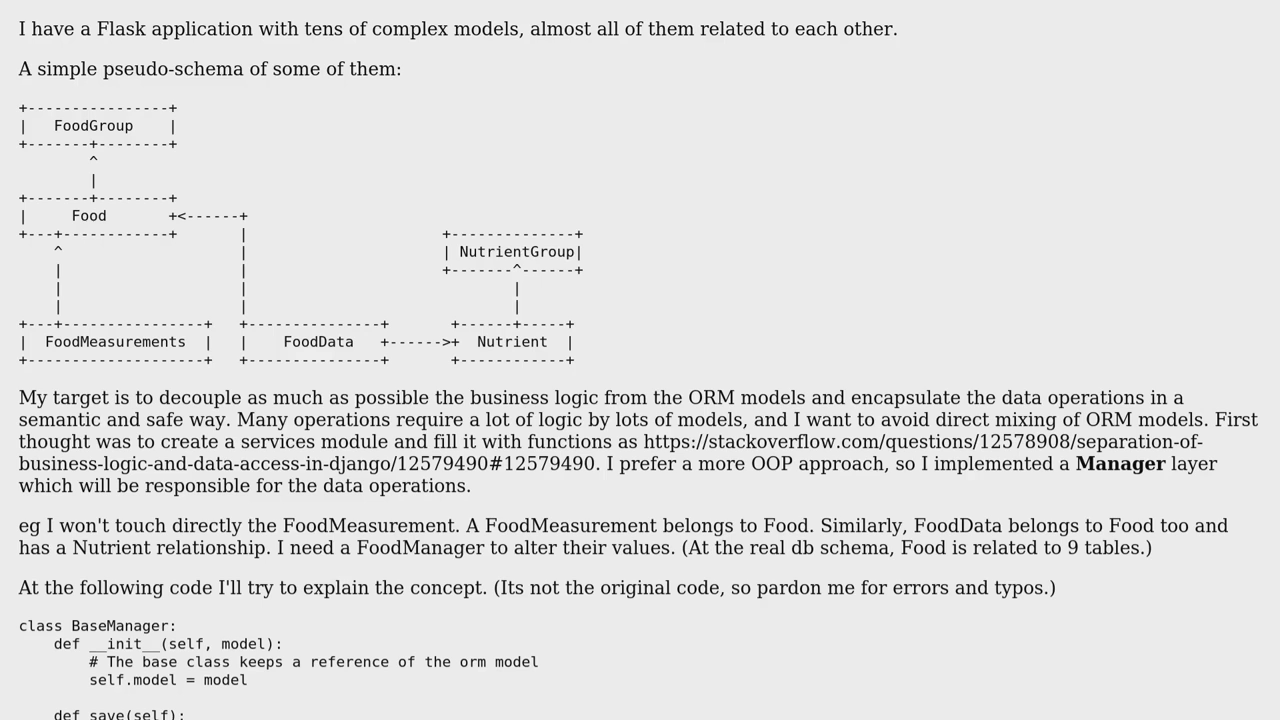 I have a Flask application with tens of complex models, almost all of them related to each other.
A simple pseudo-schema of some of them:
+----------------+
|   FoodGroup    |
+-------+--------+
        ^
        |
+-------+--------+
|     Food       +<------+
+---+------------+       |                      +--------------+
    ^                    |                      | NutrientGroup|
    |                    |                      +-------^------+
    |                    |                              |
    |                    |                              |
+---+----------------+   +---------------+       +------+-----+
|  FoodMeasurements  |   |    FoodData   +------>+  Nutrient  |
+--------------------+   +---------------+       +------------+
My target is to decouple as much as possible the business logic from the ORM models and encapsulate the data operations in a
semantic and safe way. Many operations require a lot of logic by lots of models, and I want to avoid direct mixing of ORM models. First
thought was to create a services module and fill it with functions as https://stackoverflow.com/questions/12578908/separation-of-
business-logic-and-data-access-in-django/12579490#12579490. I prefer a more OOP approach, so I implemented a Manager layer
which will be responsible for the data operations.
eg I won't touch directly the FoodMeasurement. A FoodMeasurement belongs to Food. Similarly, FoodData belongs to Food too and
has a Nutrient relationship. I need a FoodManager to alter their values. (At the real db schema, Food is related to 9 tables.)
At the following code I'll try to explain the concept. (Its not the original code, so pardon me for errors and typos.)
class BaseManager:
    def __init__(self, model):
        # The base class keeps a reference of the orm model
        self.model = model
    def save(self):